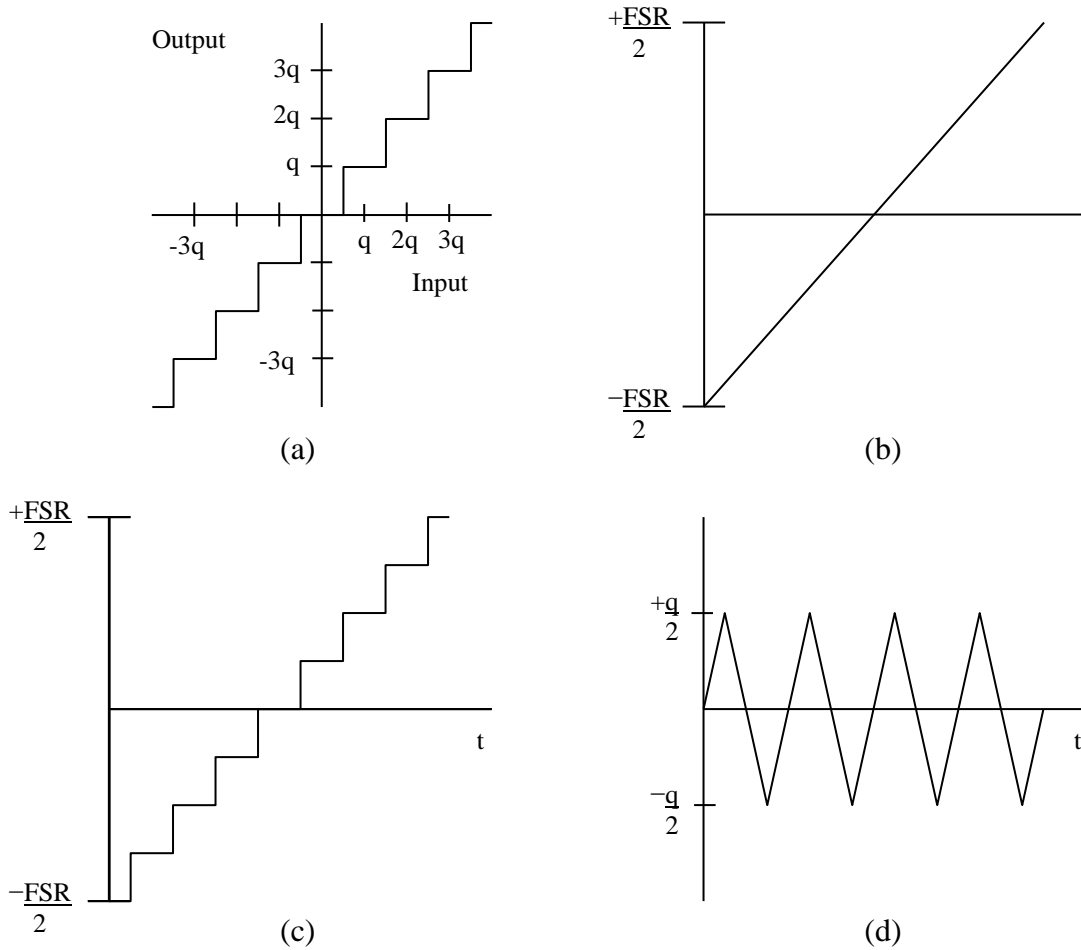 Output
3q
2q
q
-3q
q 2q 3q
Input
-3q
(a)
+FSR
2
−FSR
2
(b)
+FSR
2
t
−FSR
2
(c)
+q
2
t
−q
2
(d)